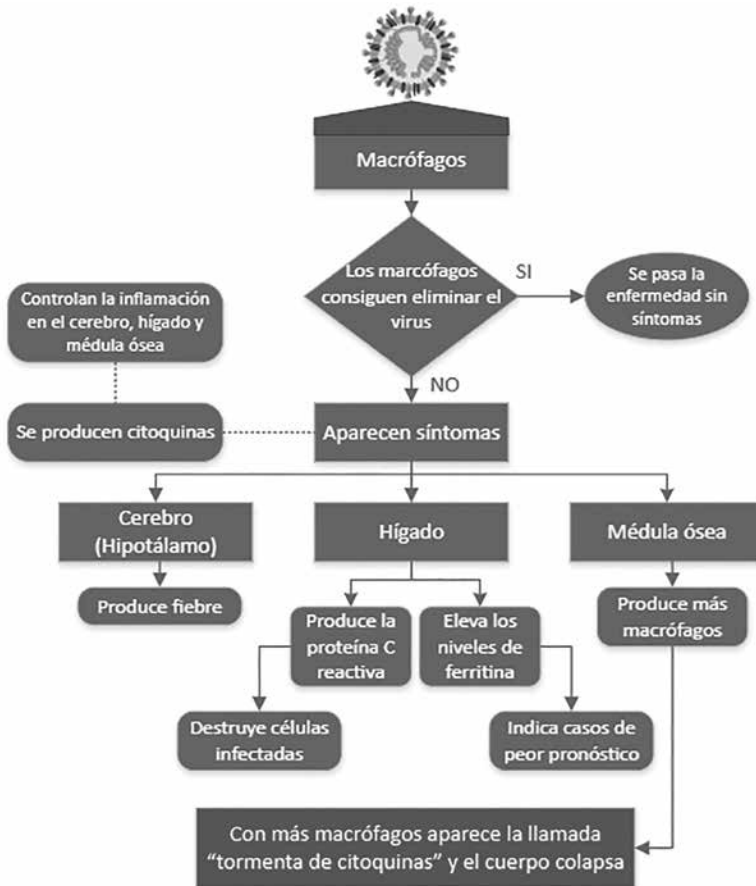 Macrófagos
Los marcófagos
consiguen eliminar el
virus
SI
Se pasa la
enfermedad sin
síntomas
Controlan la inflamación
en el cerebro, hígado y
médula ósea
NO
Se producen citoquinas
Aparecen síntomas
Cerebro
(Hipotálamo)
Hígado
Médula ósea
Produce fiebre
Produce la
proteína C
reactiva
Eleva los
niveles de
ferritina
Produce más
macrófagos
Destruye células
infectadas
Indica casos de
peor pronóstico
Con más macrófagos aparece la llamada
“tormenta de citoquinas” y el cuerpo colapsa